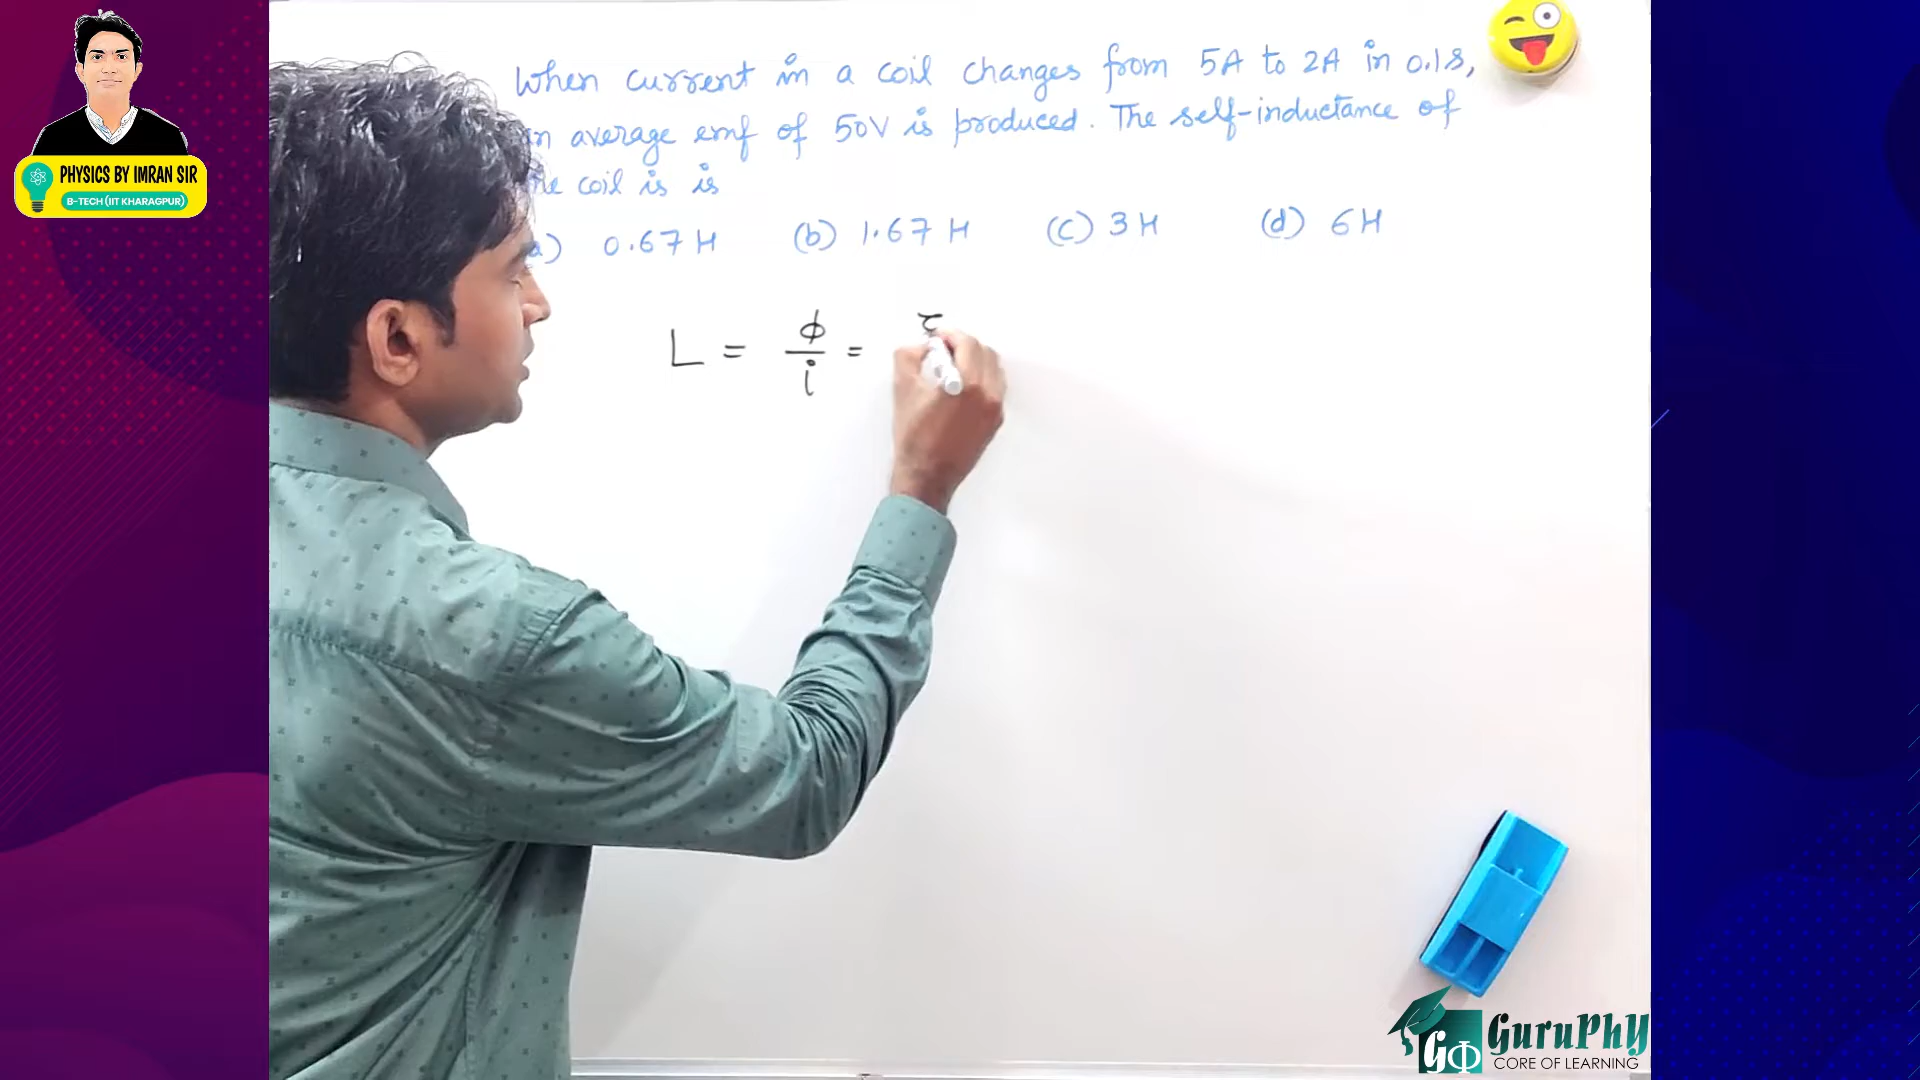 When current in a coil changes from 5A to 2A in 0.1s,
an average emf of 50V is produced. The self-inductance of
coil is is
a) 0.67 H (b) 1.67 H (c) 3 H (d) 6 H
L = ϕ/i =
PHYSICS BY IMRAN SIR
B-TECH (IIT KHARAGPUR)
GΦ GuruPhY
CORE OF LEARNING